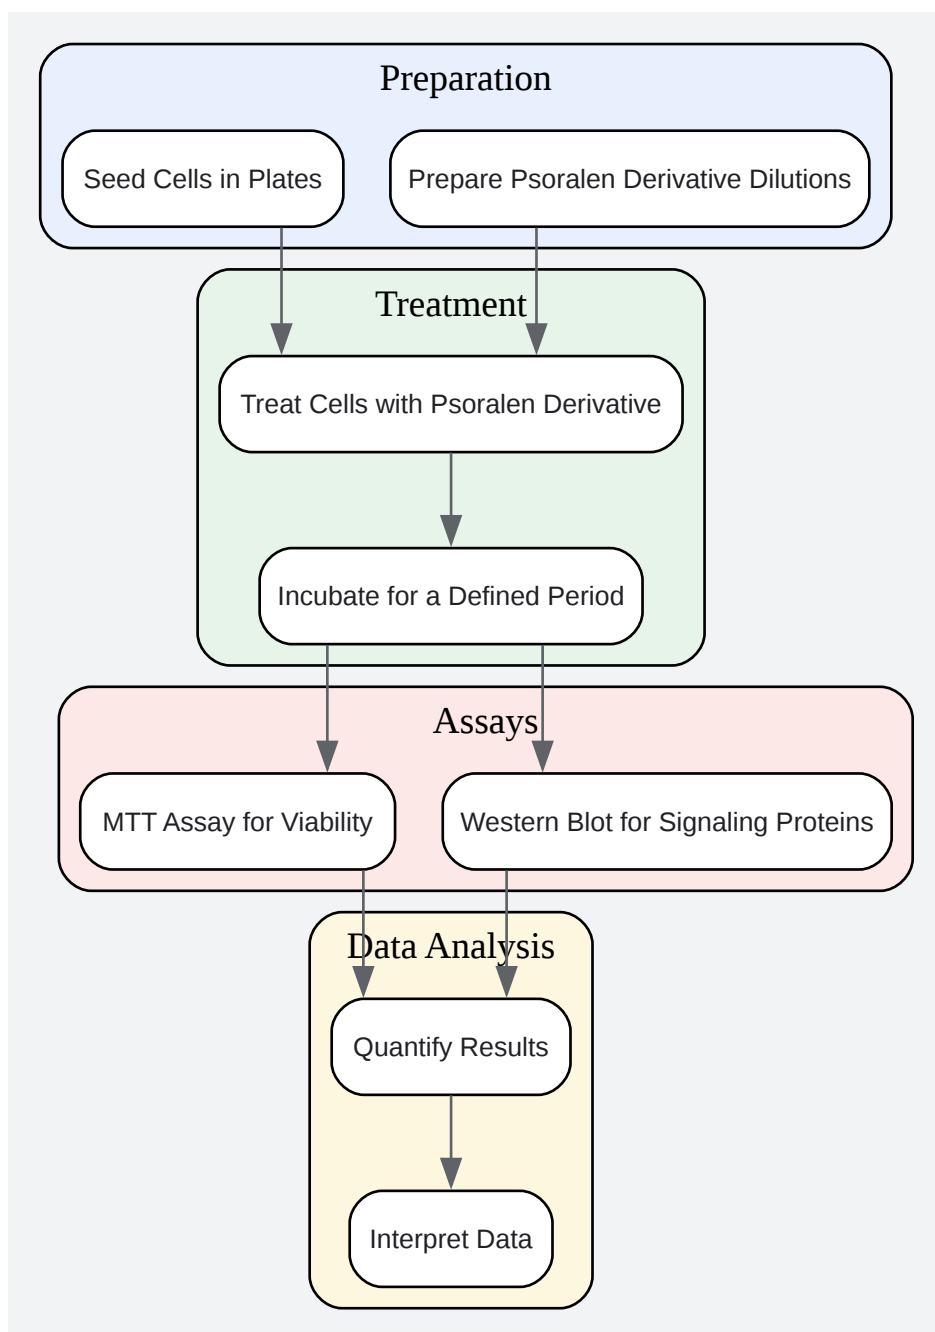 Preparation
Seed Cells in Plates
Prepare Psoralen Derivative Dilutions
Treatment
Treat Cells with Psoralen Derivative
Incubate for a Defined Period
Assays
MTT Assay for Viability
Western Blot for Signaling Proteins
Data Analysis
Quantify Results
Interpret Data